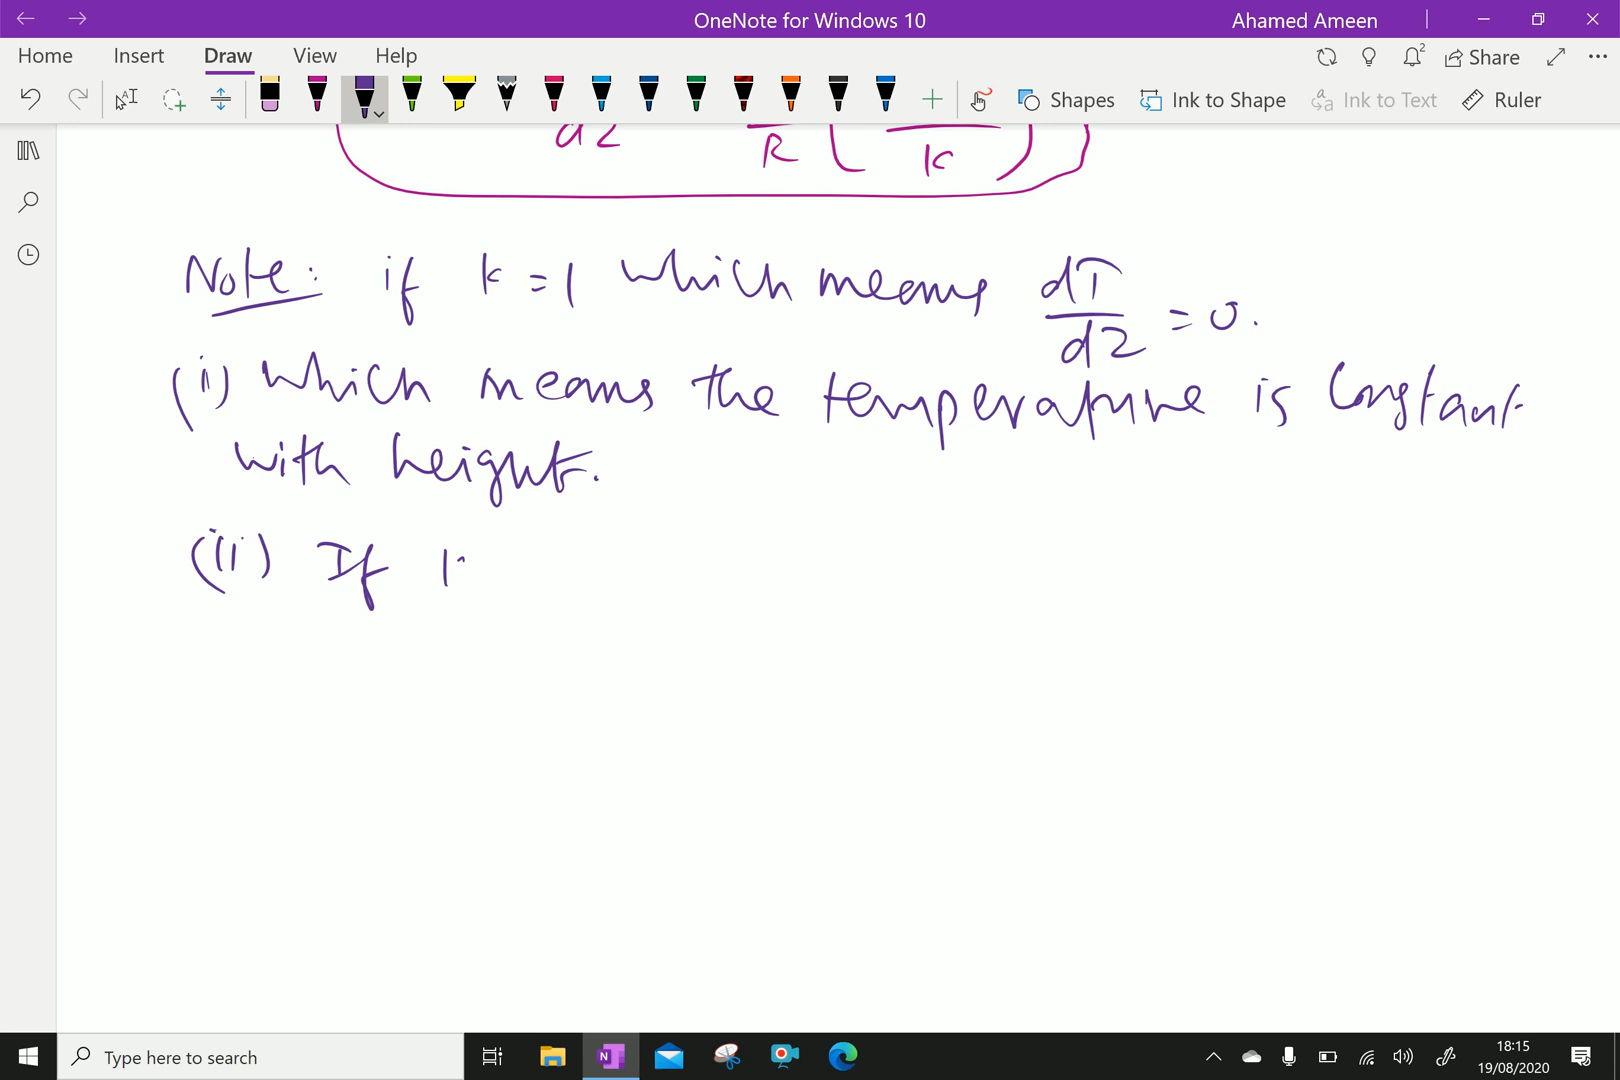 OneNote for Windows 10
Ahamed Ameen
Home Insert Draw View Help
2
Share
Shapes Ink to Shape Ink to Text Ruler
dz R ( k )
Note: if k = 1 which means dT/dz = 0.
(i) which means the temperature is constant
with height.
(ii) If
Type here to search
18:15
19/08/2020